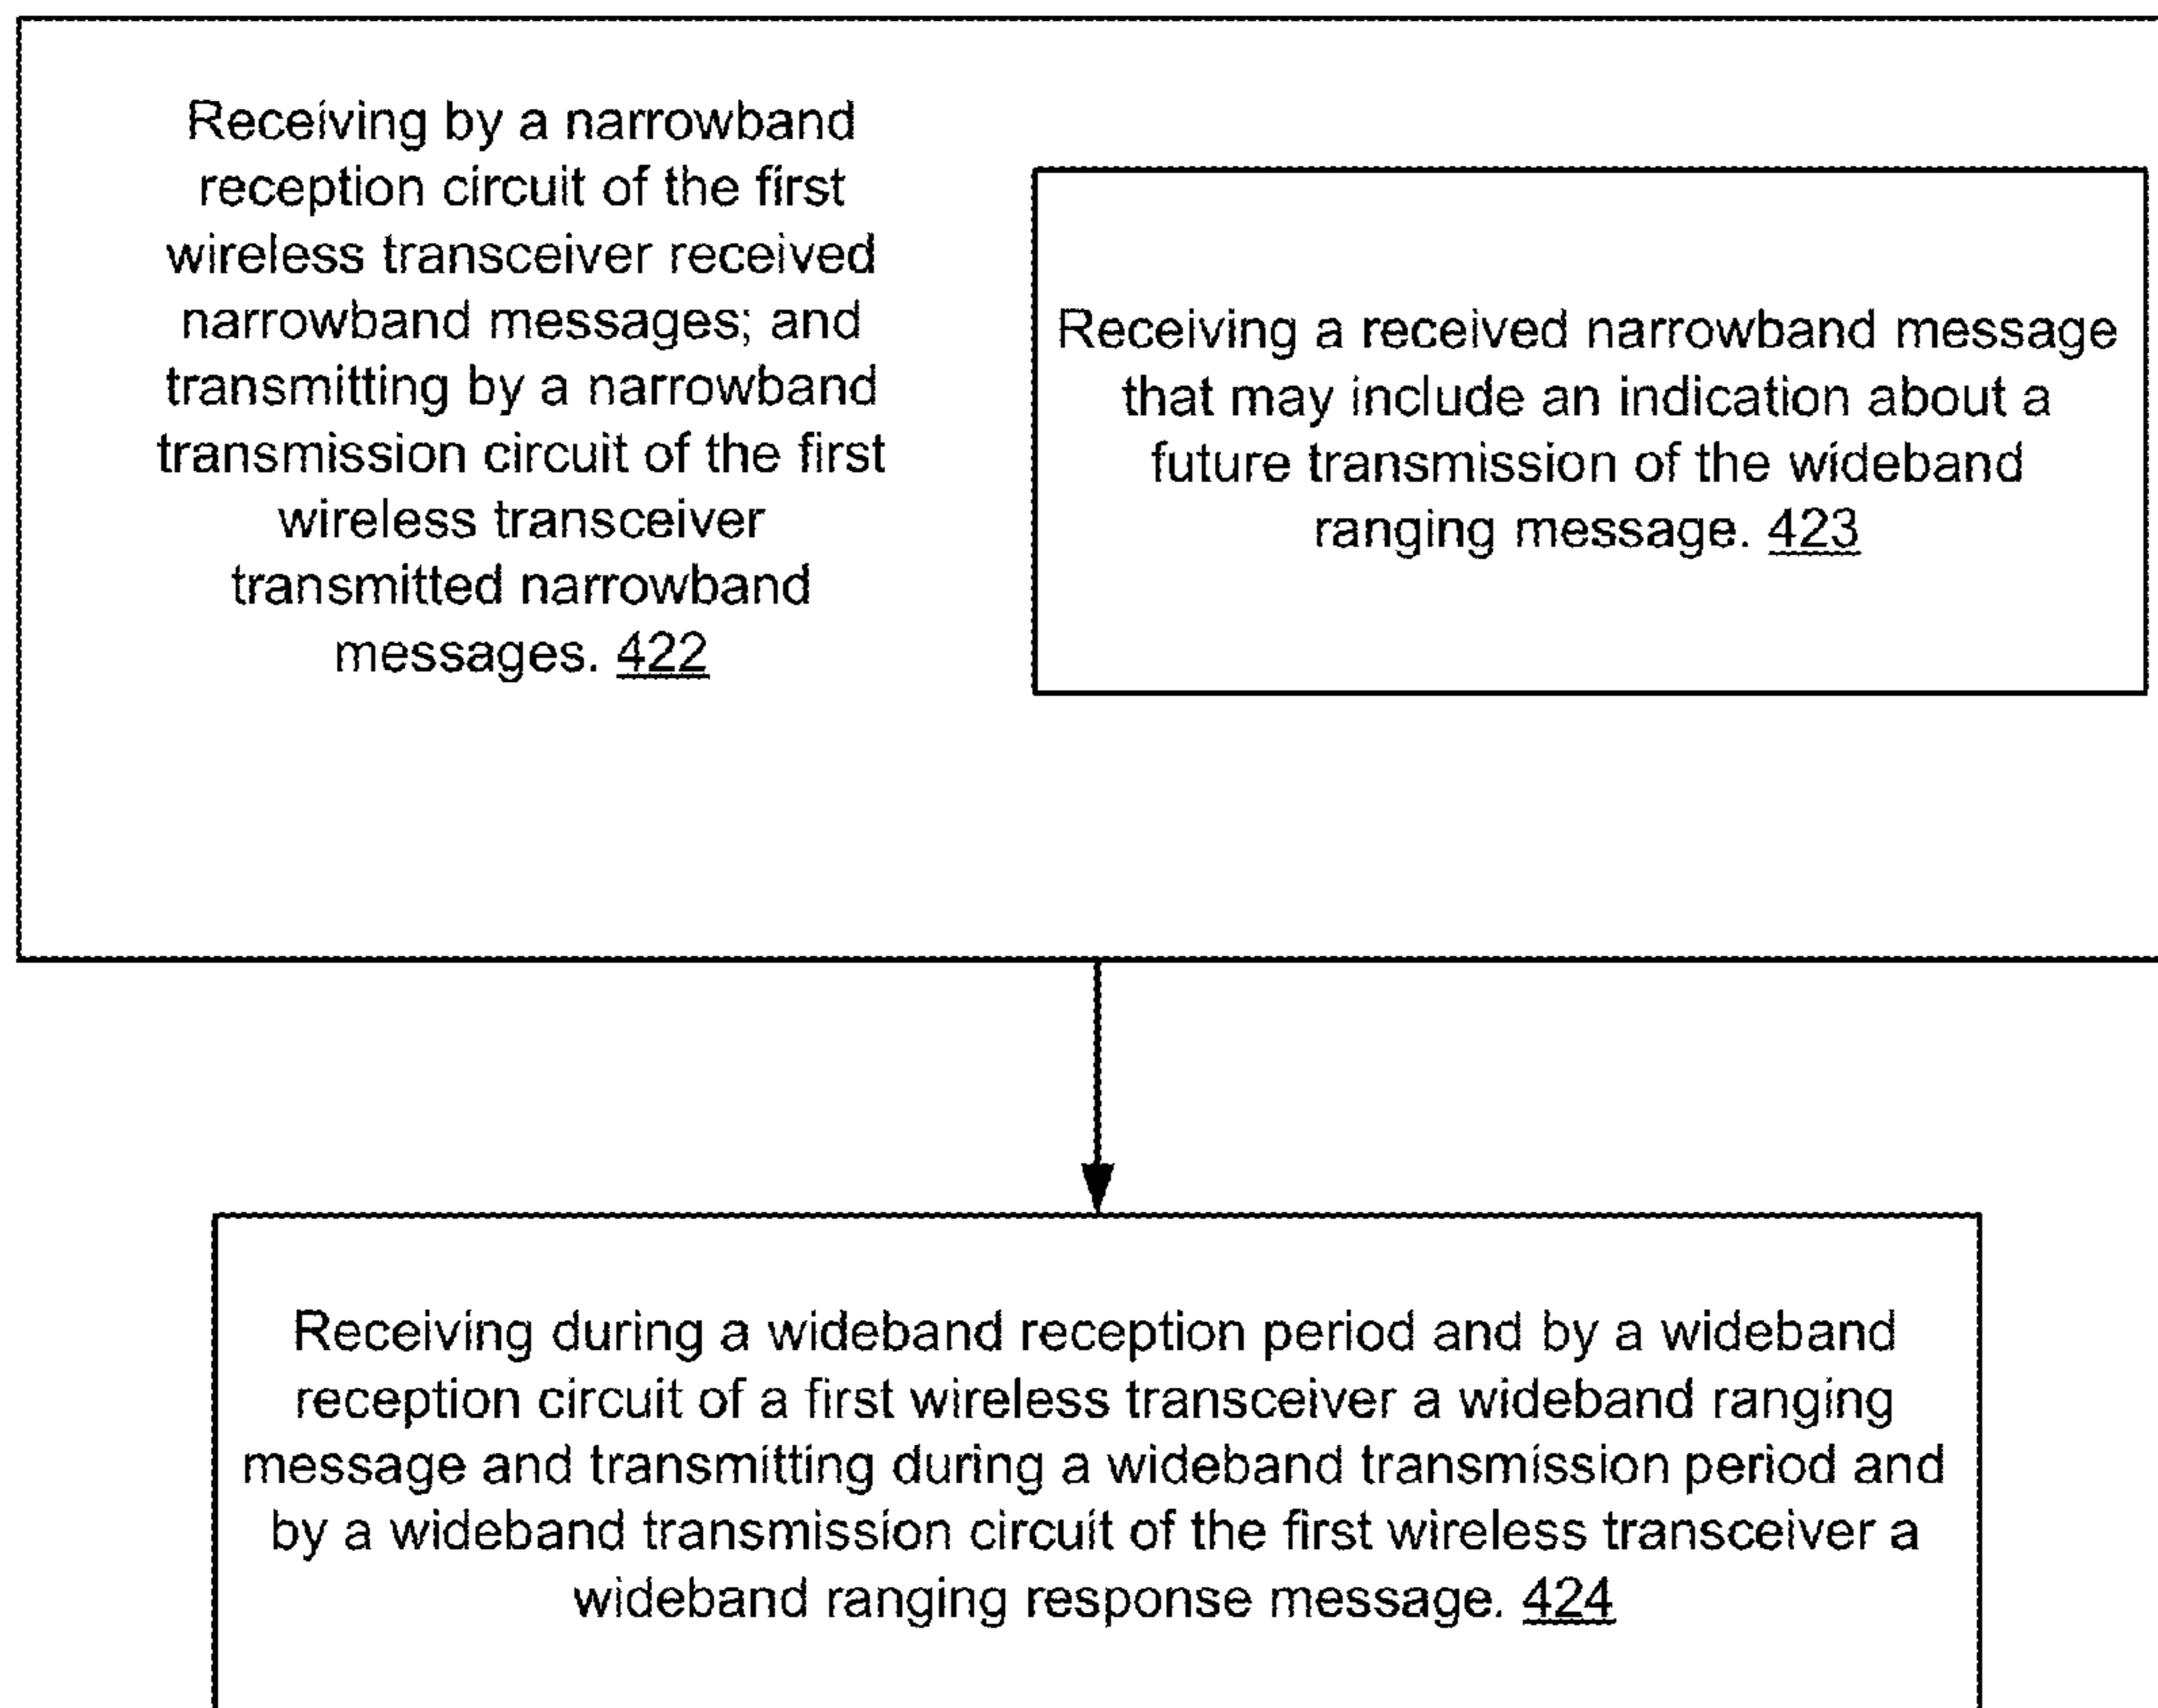 Receiving by a narrowband
reception circuit of the first
wireless transceiver received
narrowband messages; and
transmitting by a narrowband
transmission circuit of the first
wireless transceiver
transmitted narrowband
messages. 422
Receiving a received narrowband message
that may include an indication about a
future transmission of the wideband
ranging message. 423
Receiving during a wideband reception period and by a wideband
reception circuit of a first wireless transceiver a wideband ranging
message and transmitting during a wideband transmission period and
by a wideband transmission circuit of the first wireless transceiver a
wideband ranging response message. 424